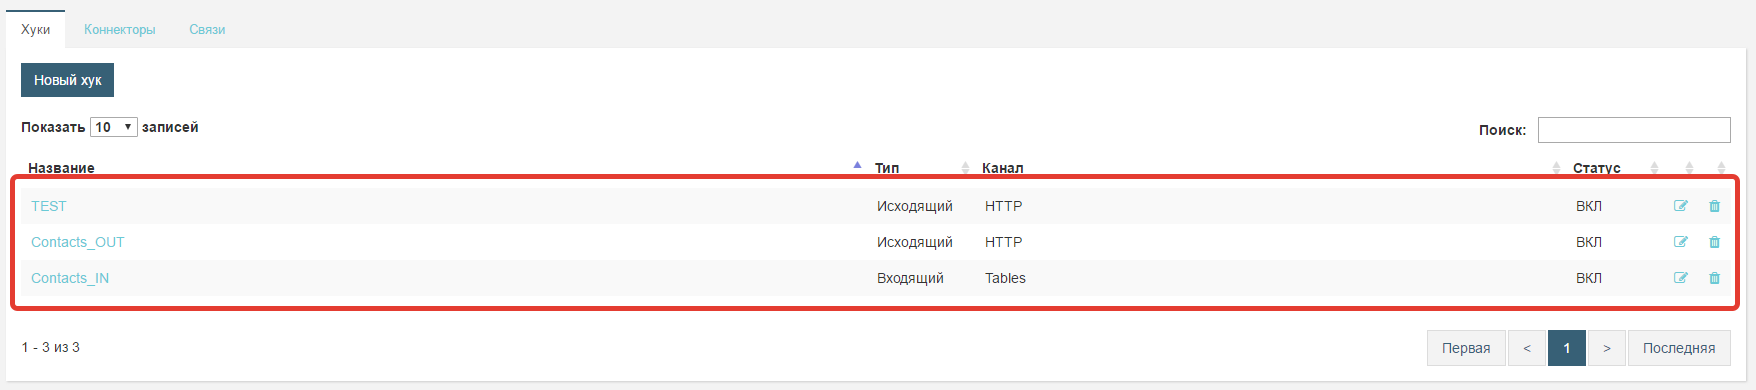 Хуки Коннекторы Связи
Новый хук
Показать 10 записей
Поиск:
Название Тип Канал Статус
TEST Исходящий HTTP ВКЛ
Contacts_OUT Исходящий HTTP ВКЛ
Contacts_IN Входящий Tables ВКЛ
1 - 3 из 3
Первая < 1 > Последняя